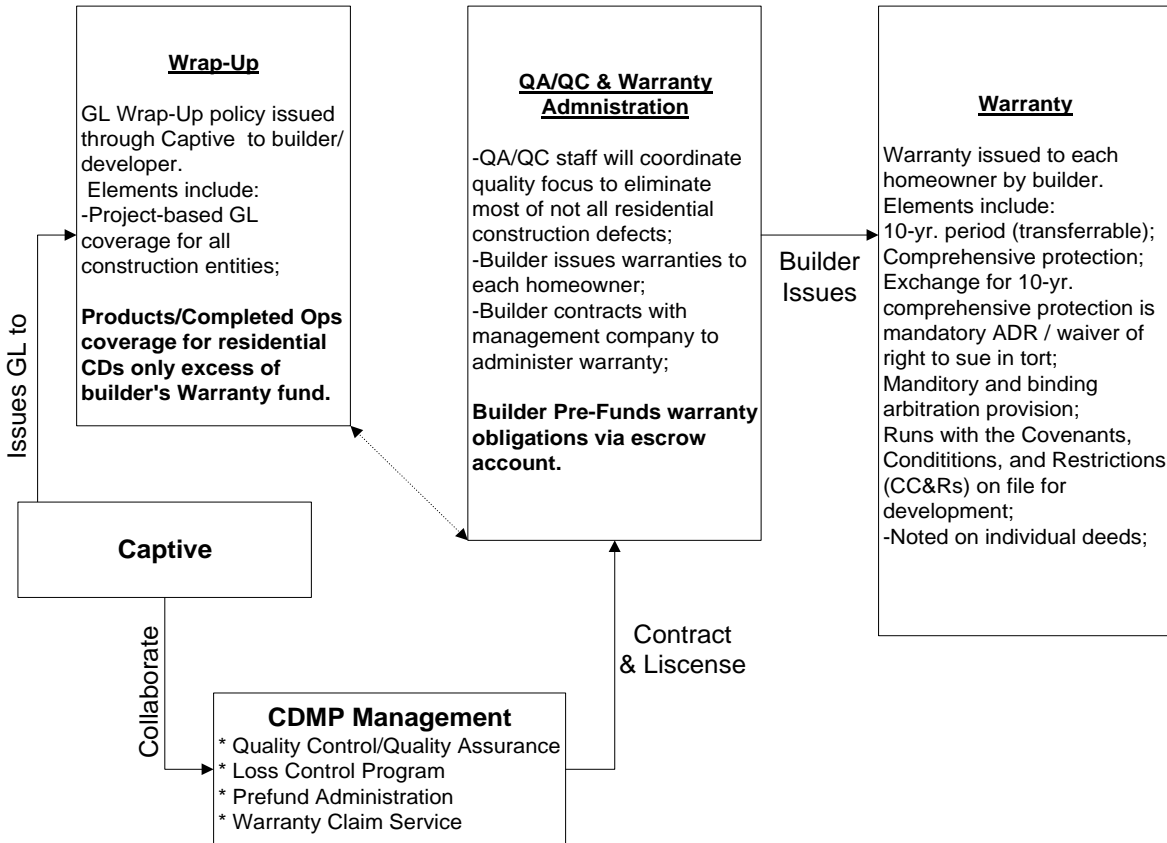 Wrap-Up
GL Wrap-Up policy issued
through Captive to builder/
developer.
Elements include:
-Project-based GL
coverage for all
construction entities;
Products/Completed Ops
coverage for residential
CDs only excess of
builder's Warranty fund.
QA/QC & Warranty
Admnistration
-QA/QC staff will coordinate
quality focus to eliminate
most of not all residential
construction defects;
-Builder issues warranties to
each homeowner;
-Builder contracts with
management company to
administer warranty;
Builder Pre-Funds warranty
obligations via escrow
account.
Builder
Issues
Warranty
Warranty issued to each
homeowner by builder.
Elements include:
10-yr. period (transferrable);
Comprehensive protection;
Exchange for 10-yr.
comprehensive protection is
mandatory ADR / waiver of
right to sue in tort;
Manditory and binding
arbitration provision;
Runs with the Covenants,
Condititions, and Restrictions
(CC&Rs) on file for
development;
-Noted on individual deeds;
Issues GL to
Captive
Collaborate
Contract
& Liscense
CDMP Management
* Quality Control/Quality Assurance
* Loss Control Program
* Prefund Administration
* Warranty Claim Service